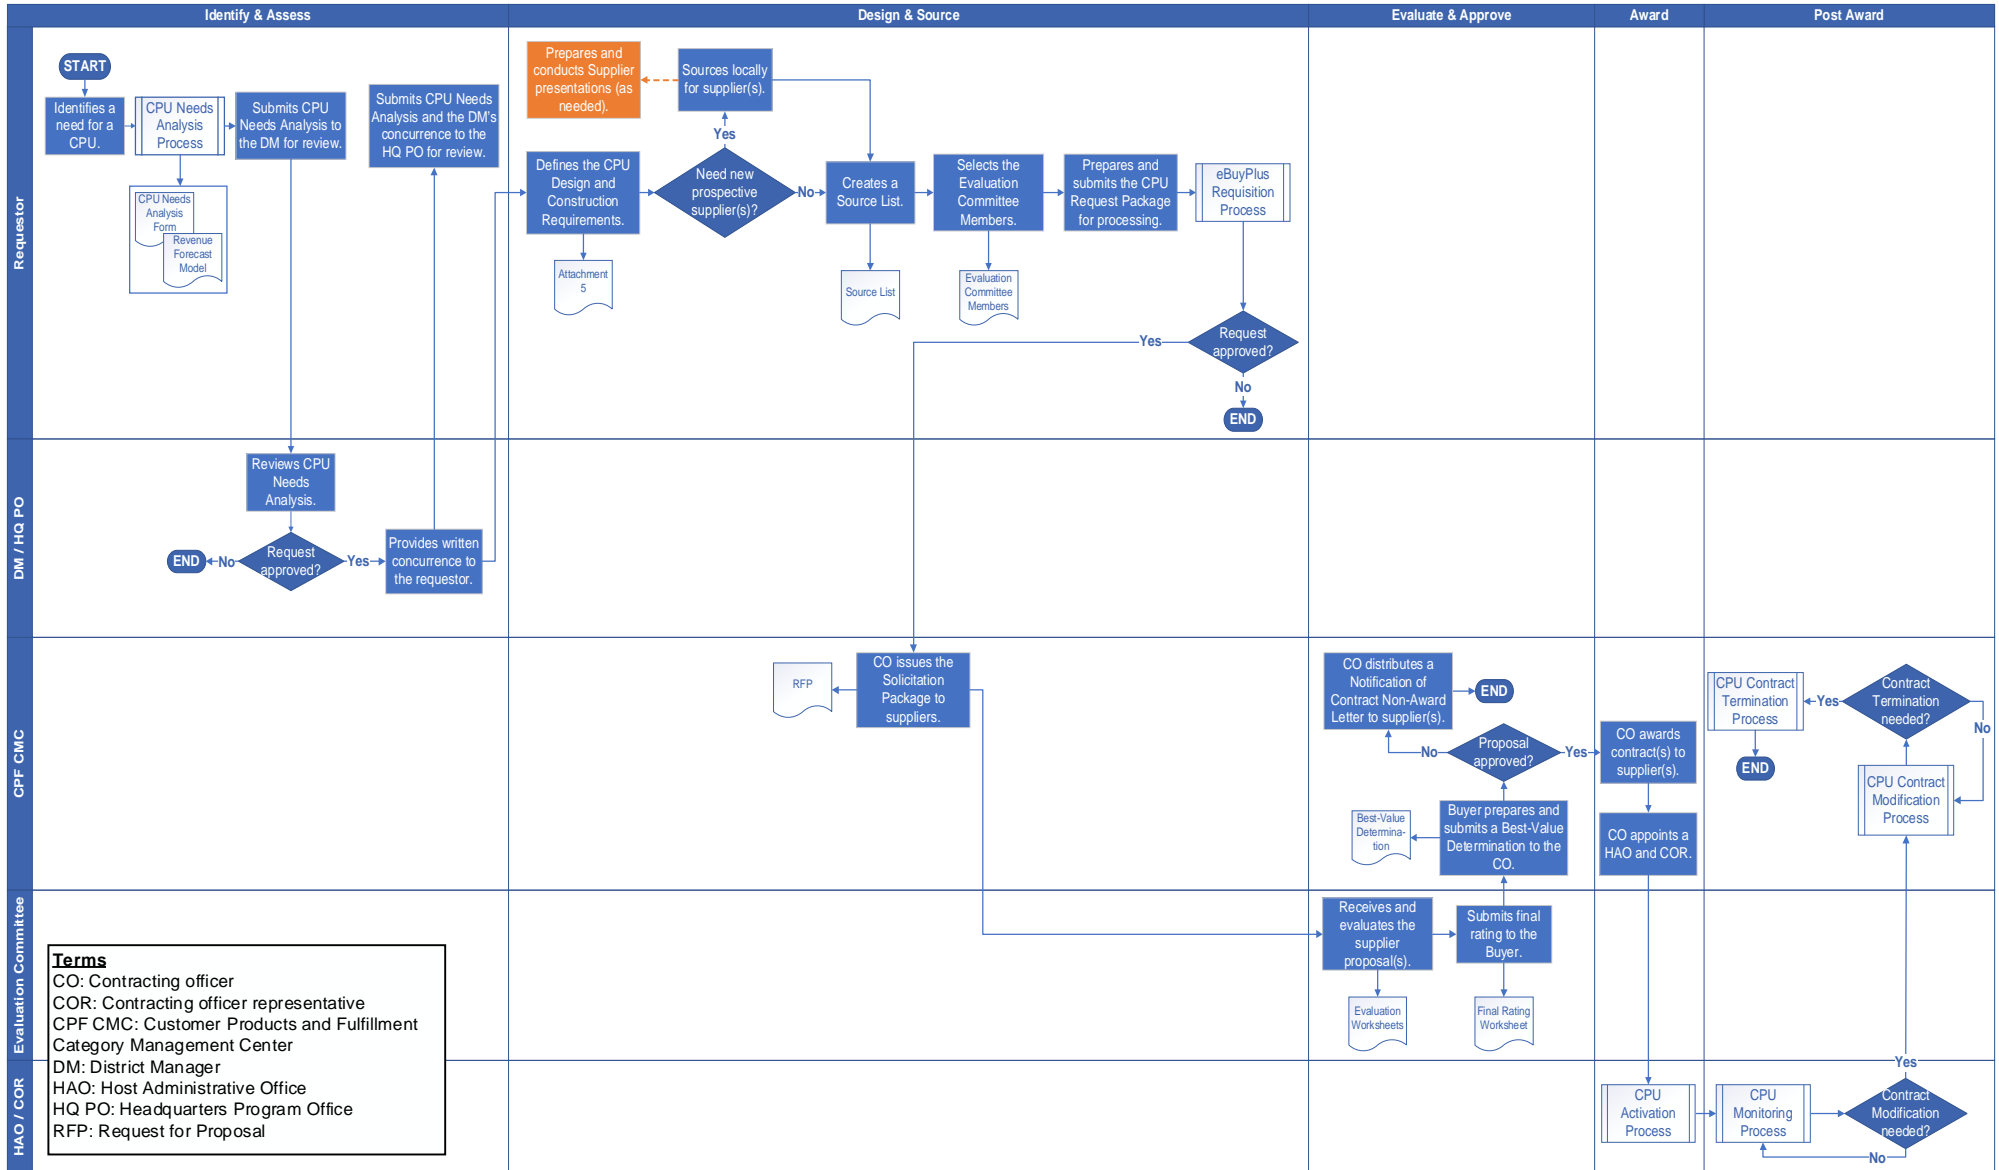 Identify & Assess
Design & Source
Evaluate & Approve
Award
Post Award
Requestor
START
Identifies a
need for a
CPU.
CPU Needs
Analysis
Process
CPU Needs
Analysis
Form
Revenue
Forecast
Model
Submits CPU
Needs Analysis to
the DM for review.
Submits CPU Needs
Analysis and the DM's
concurrence to the
HQ PO for review.
Prepares and
conducts Supplier
presentations (as
needed).
Sources locally
for supplier(s).
Yes
Defines the CPU
Design and
Construction
Requirements.
Attachment
5
Need new
prospective
supplier(s)?
No
Creates a
Source List.
Source List
Selects the
Evaluation
Committee
Members.
Evaluation
Committee
Members
Prepares and
submits the CPU
Request Package
for processing.
eBuyPlus
Requisition
Process
Request
approved?
Yes
No
END
DM / HQ PO
Reviews CPU
Needs
Analysis.
Request
approved?
No
END
Yes
Provides written
concurrence to
the requestor.
CPF CMC
RFP
CO issues the
Solicitation
Package to
suppliers.
CO distributes a
Notification of
Contract Non-Award
Letter to supplier(s).
END
No
Proposal
approved?
Yes
Best-Value
Determina-
tion
Buyer prepares and
submits a Best-Value
Determination to the
CO.
CO awards
contract(s) to
supplier(s).
CO appoints a
HAO and COR.
CPU Contract
Termination
Process
END
Yes
Contract
Termination
needed?
No
CPU Contract
Modification
Process
Evaluation Committee
Receives and
evaluates the
supplier
proposal(s).
Evaluation
Worksheets
Submits final
rating to the
Buyer.
Final Rating
Worksheet
Terms
CO: Contracting officer
COR: Contracting officer representative
CPF CMC: Customer Products and Fulfillment
Category Management Center
DM: District Manager
HAO: Host Administrative Office
HQ PO: Headquarters Program Office
RFP: Request for Proposal
HAO / COR
CPU
Activation
Process
CPU
Monitoring
Process
Yes
Contract
Modification
needed?
No